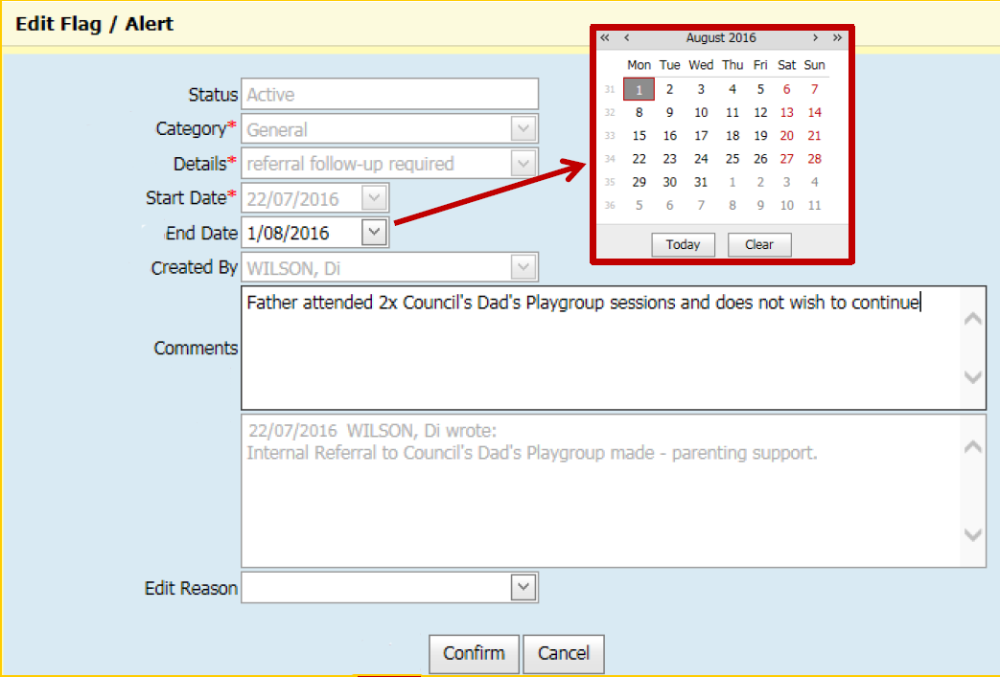 Edit Flag / Alert
« ‹ August 2016 › »
Mon Tue Wed Thu Fri Sat Sun
31 1 2 3 4 5 6 7
32 8 9 10 11 12 13 14
33 15 16 17 18 19 20 21
34 22 23 24 25 26 27 28
35 29 30 31 1 2 3 4
36 5 6 7 8 9 10 11
Today Clear
Status Active
Category* General
Details* referral follow-up required
Start Date* 22/07/2016
End Date 1/08/2016
Created By WILSON, Di
Comments
Father attended 2x Council's Dad's Playgroup sessions and does not wish to continue
22/07/2016 WILSON, Di wrote:
Internal Referral to Council's Dad's Playgroup made - parenting support.
Edit Reason
Confirm Cancel